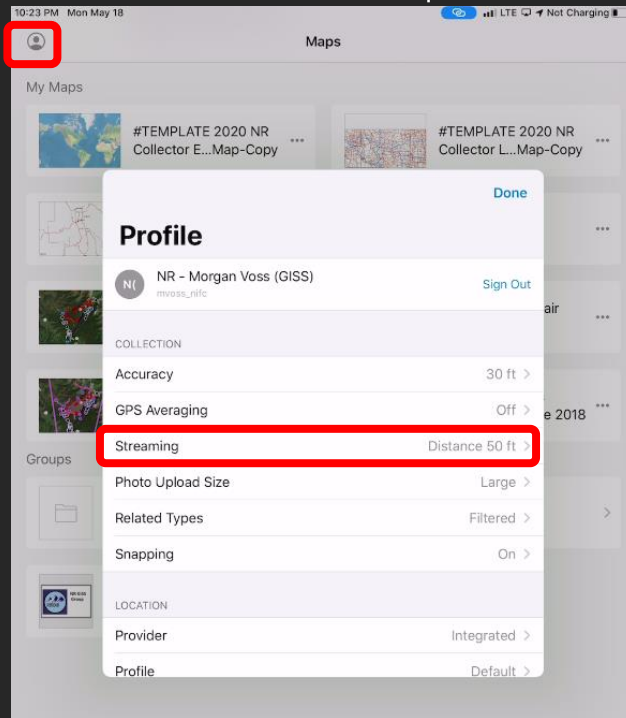 10:23 PM Mon May 18
LTE Not Charging
Maps
My Maps
#TEMPLATE 2020 NR
Collector E...Map-Copy
•••
#TEMPLATE 2020 NR
Collector L...Map-Copy
•••
•••
air
•••
e 2018
•••
Done
Profile
N(
NR - Morgan Voss (GISS)
mvoss_nifc
Sign Out
COLLECTION
Accuracy 30 ft >
GPS Averaging Off >
Streaming Distance 50 ft >
Photo Upload Size Large >
Related Types Filtered >
Snapping On >
LOCATION
Provider Integrated >
Profile Default >
Groups
>